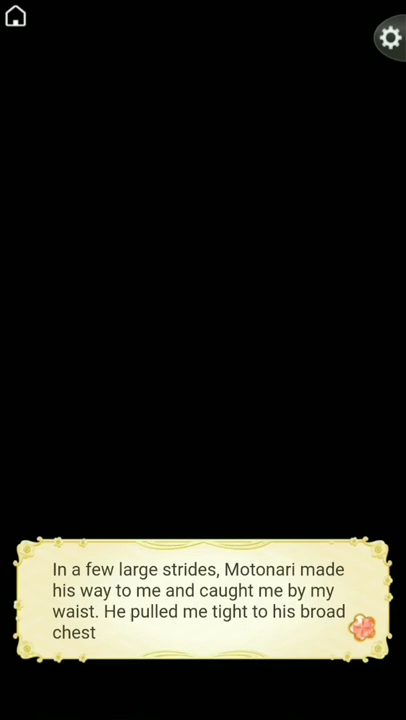 In a few large strides, Motonari made
his way to me and caught me by my
waist. He pulled me tight to his broad
chest